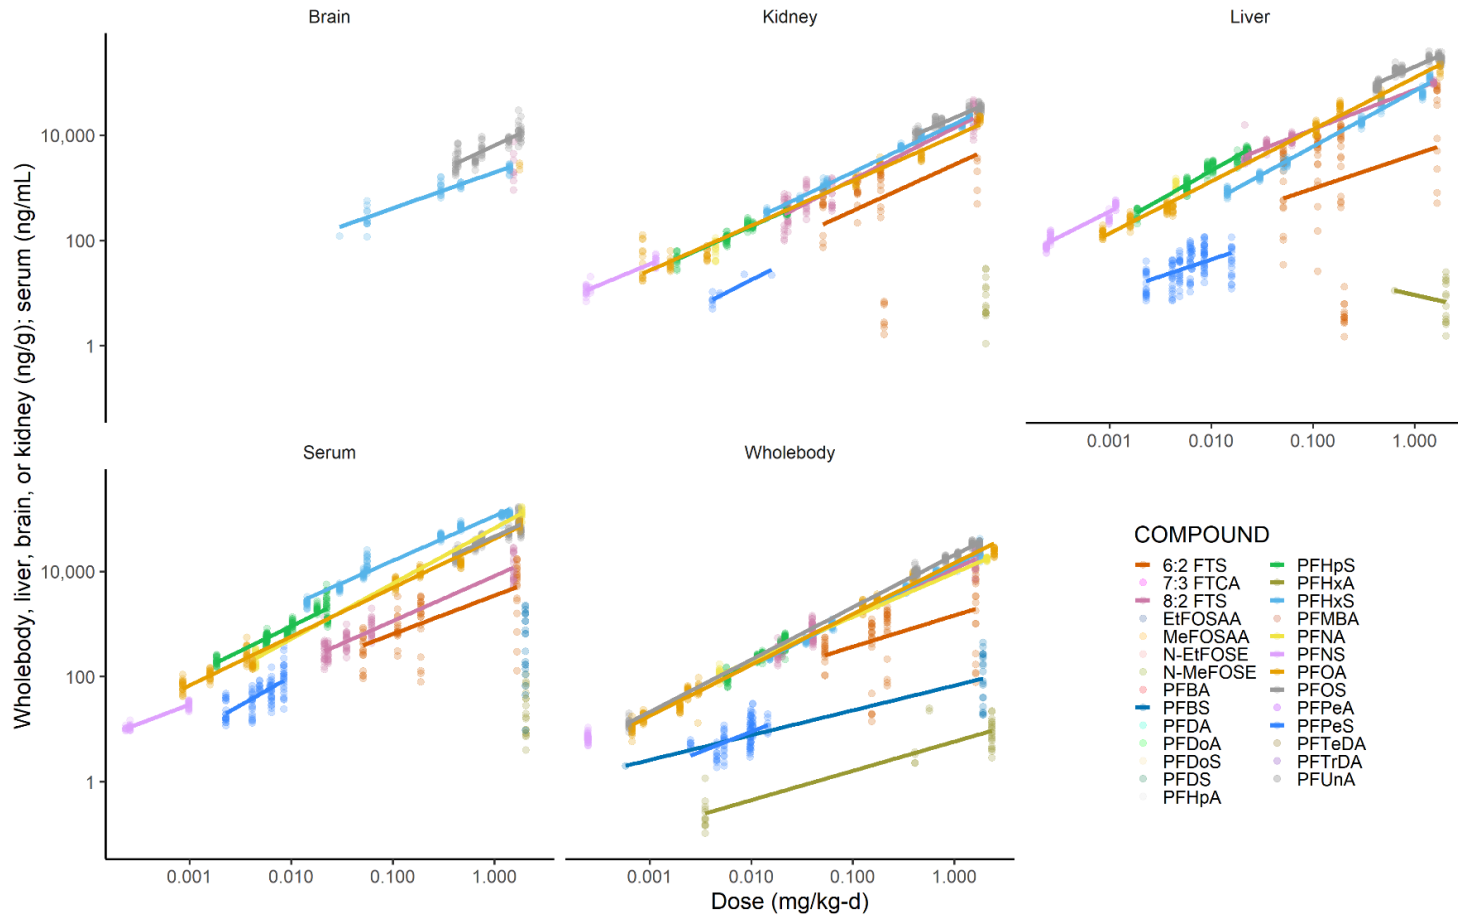 Brain
Kidney
Liver
10,000
100
1
0.001 0.010 0.100 1.000
Serum
Wholebody
10,000
100
1
0.001 0.010 0.100 1.000
0.001 0.010 0.100 1.000
Wholebody, liver, brain, or kidney (ng/g); serum (ng/mL)
Dose (mg/kg-d)
COMPOUND
6:2 FTS
7:3 FTCA
8:2 FTS
EtFOSAA
MeFOSAA
N-EtFOSE
N-MeFOSE
PFBA
PFBS
PFDA
PFDoA
PFDoS
PFDS
PFHpA
PFHpS
PFHxA
PFHxS
PFMBA
PFNA
PFNS
PFOA
PFOS
PFPeA
PFPeS
PFTeDA
PFTrDA
PFUnA